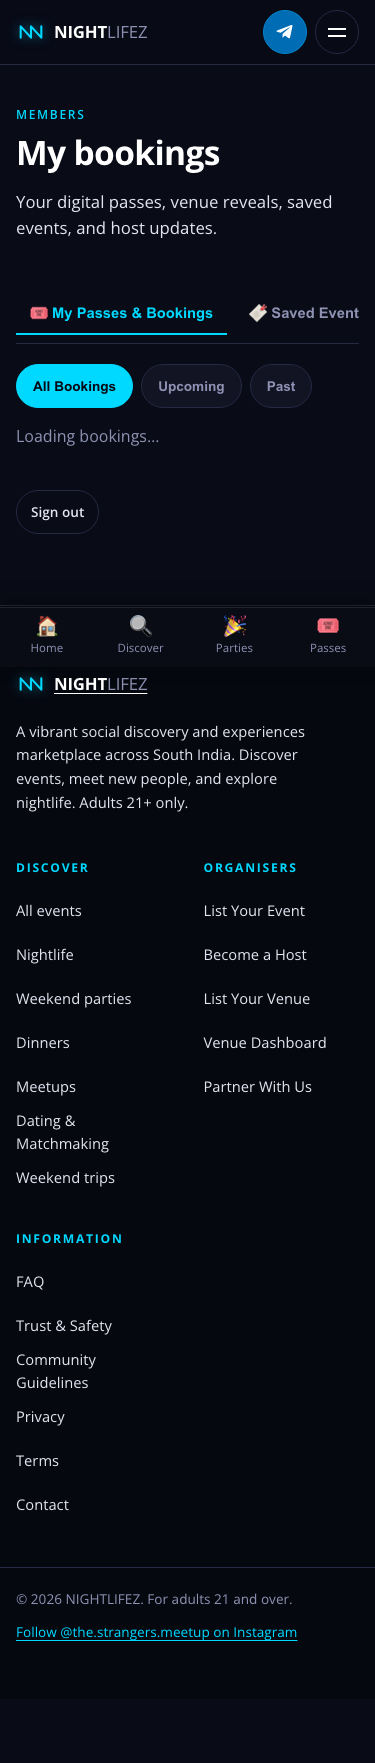 NIGHTLIFEZ
MEMBERS
My bookings
Your digital passes, venue reveals, saved
events, and host updates.
My Passes & Bookings Saved Event
All Bookings Upcoming Past
Loading bookings...
Sign out
Home Discover Parties Passes
NIGHTLIFEZ
A vibrant social discovery and experiences
marketplace across South India. Discover
events, meet new people, and explore
nightlife. Adults 21+ only.
DISCOVER
All events
Nightlife
Weekend parties
Dinners
Meetups
Dating &
Matchmaking
Weekend trips
ORGANISERS
List Your Event
Become a Host
List Your Venue
Venue Dashboard
Partner With Us
INFORMATION
FAQ
Trust & Safety
Community
Guidelines
Privacy
Terms
Contact
© 2026 NIGHTLIFEZ. For adults 21 and over.
Follow @the.strangers.meetup on Instagram